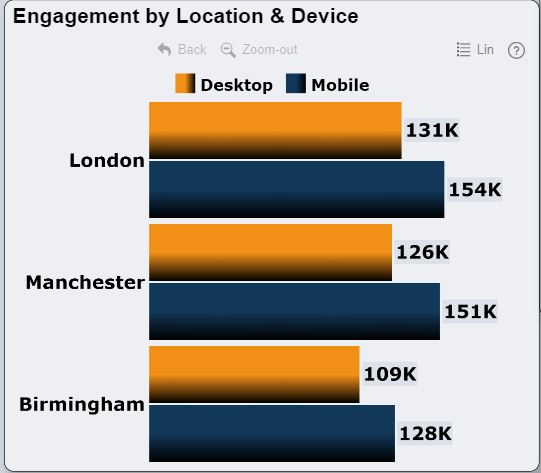 Engagement by Location & Device
Back Zoom-out Lin ?
Desktop Mobile
131K
London
154K
126K
Manchester
151K
109K
Birmingham
128K